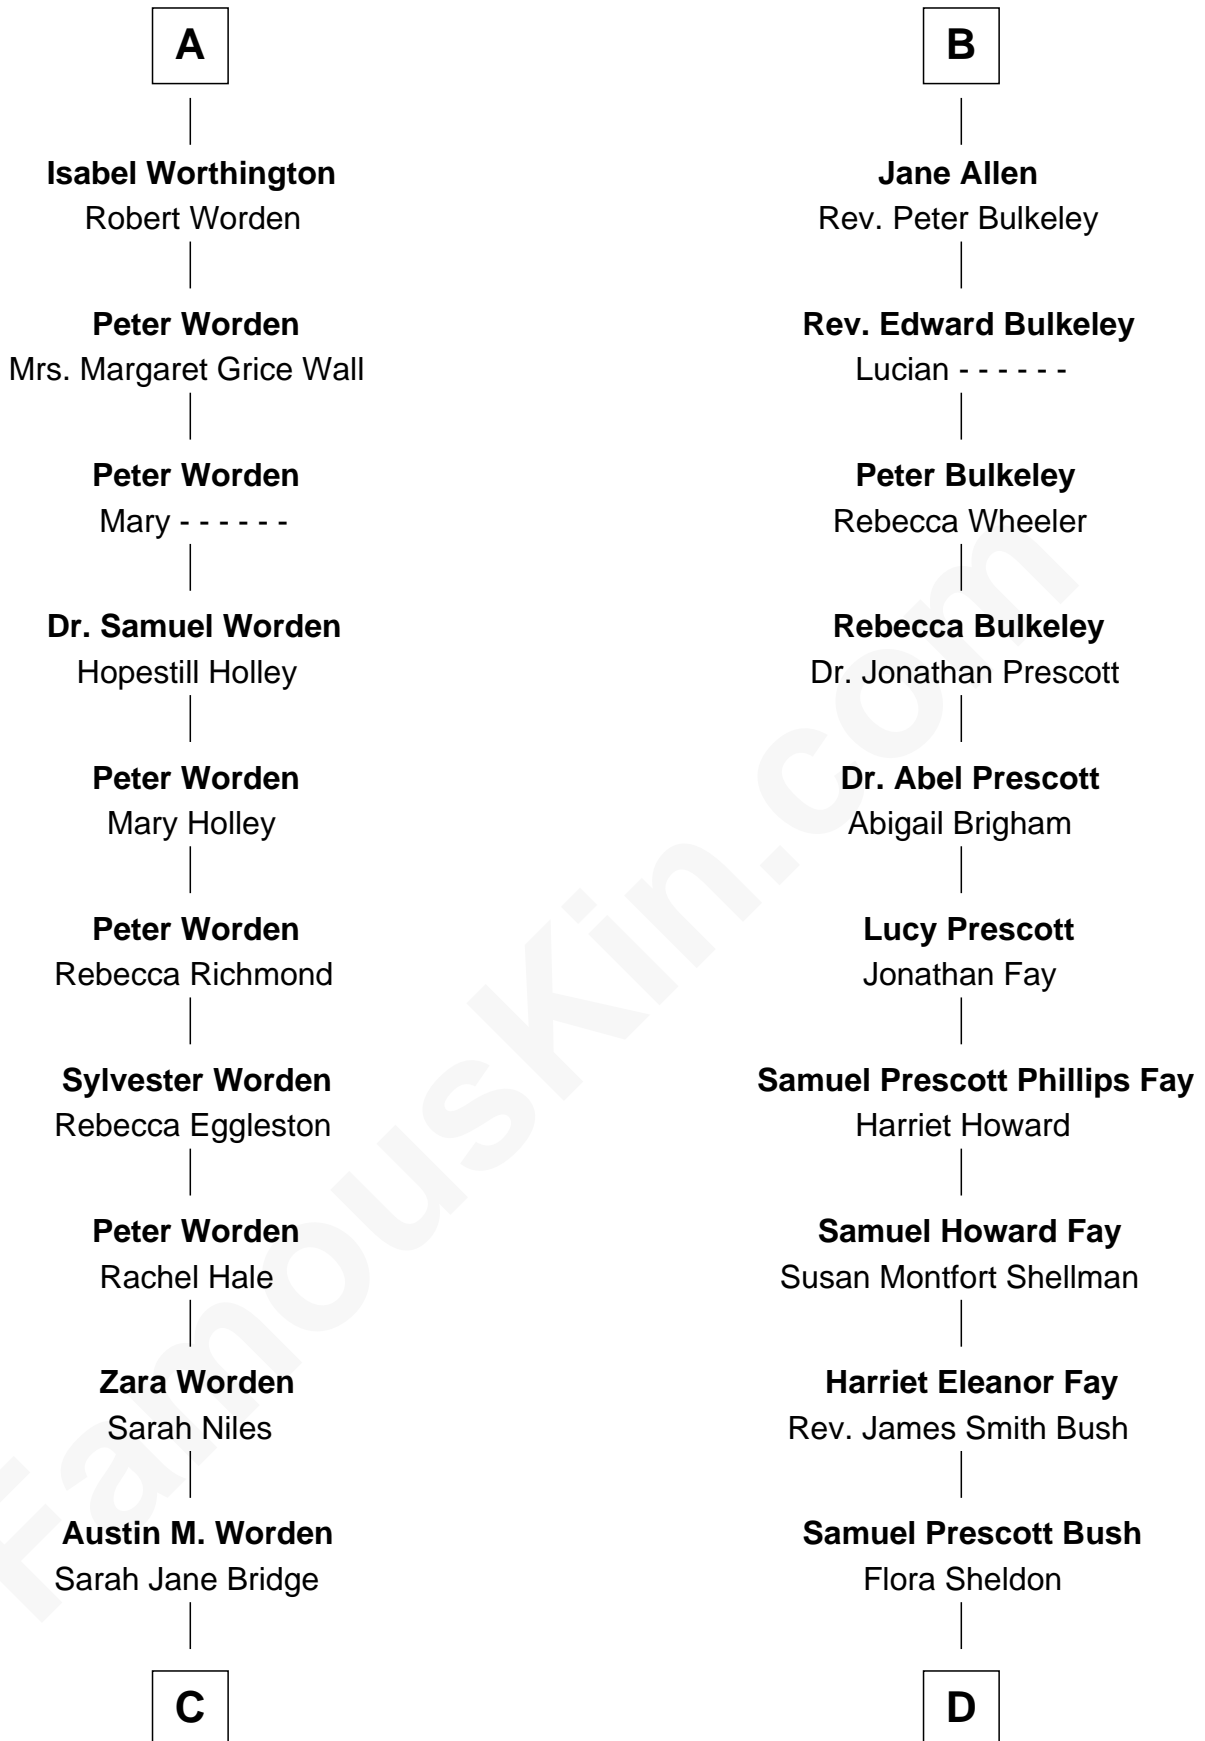 A
Isabel Worthington
Robert Worden
Peter Worden
Mrs. Margaret Grice Wall
Peter Worden
Mary - - - - - -
Dr. Samuel Worden
Hopestill Holley
Peter Worden
Mary Holley
Peter Worden
Rebecca Richmond
Sylvester Worden
Rebecca Eggleston
Peter Worden
Rachel Hale
Zara Worden
Sarah Niles
Austin M. Worden
Sarah Jane Bridge
C
B
Jane Allen
Rev. Peter Bulkeley
Rev. Edward Bulkeley
Lucian - - - - - -
Peter Bulkeley
Rebecca Wheeler
Rebecca Bulkeley
Dr. Jonathan Prescott
Dr. Abel Prescott
Abigail Brigham
Lucy Prescott
Jonathan Fay
Samuel Prescott Phillips Fay
Harriet Howard
Samuel Howard Fay
Susan Montfort Shellman
Harriet Eleanor Fay
Rev. James Smith Bush
Samuel Prescott Bush
Flora Sheldon
D
FamousKin.com